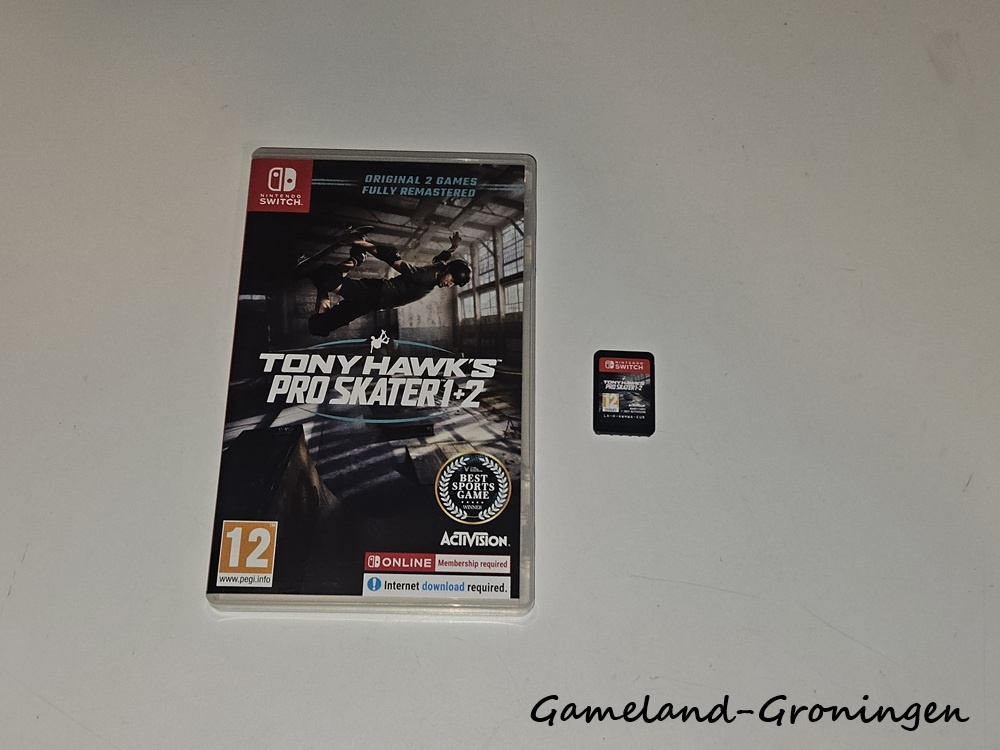 NINTENDO
SWITCH™
ORIGINAL 2 GAMES
FULLY REMASTERED
TONY HAWK'S™
PRO SKATER 1+2
BEST
SPORTS
GAME
WINNER
ACTIVISION.
12
www.pegi.info
ONLINE Membership required
! Internet download required.
NINTENDO
SWITCH
TONY HAWK'S
PRO SKATER 1+2
12
Gameland-Groningen